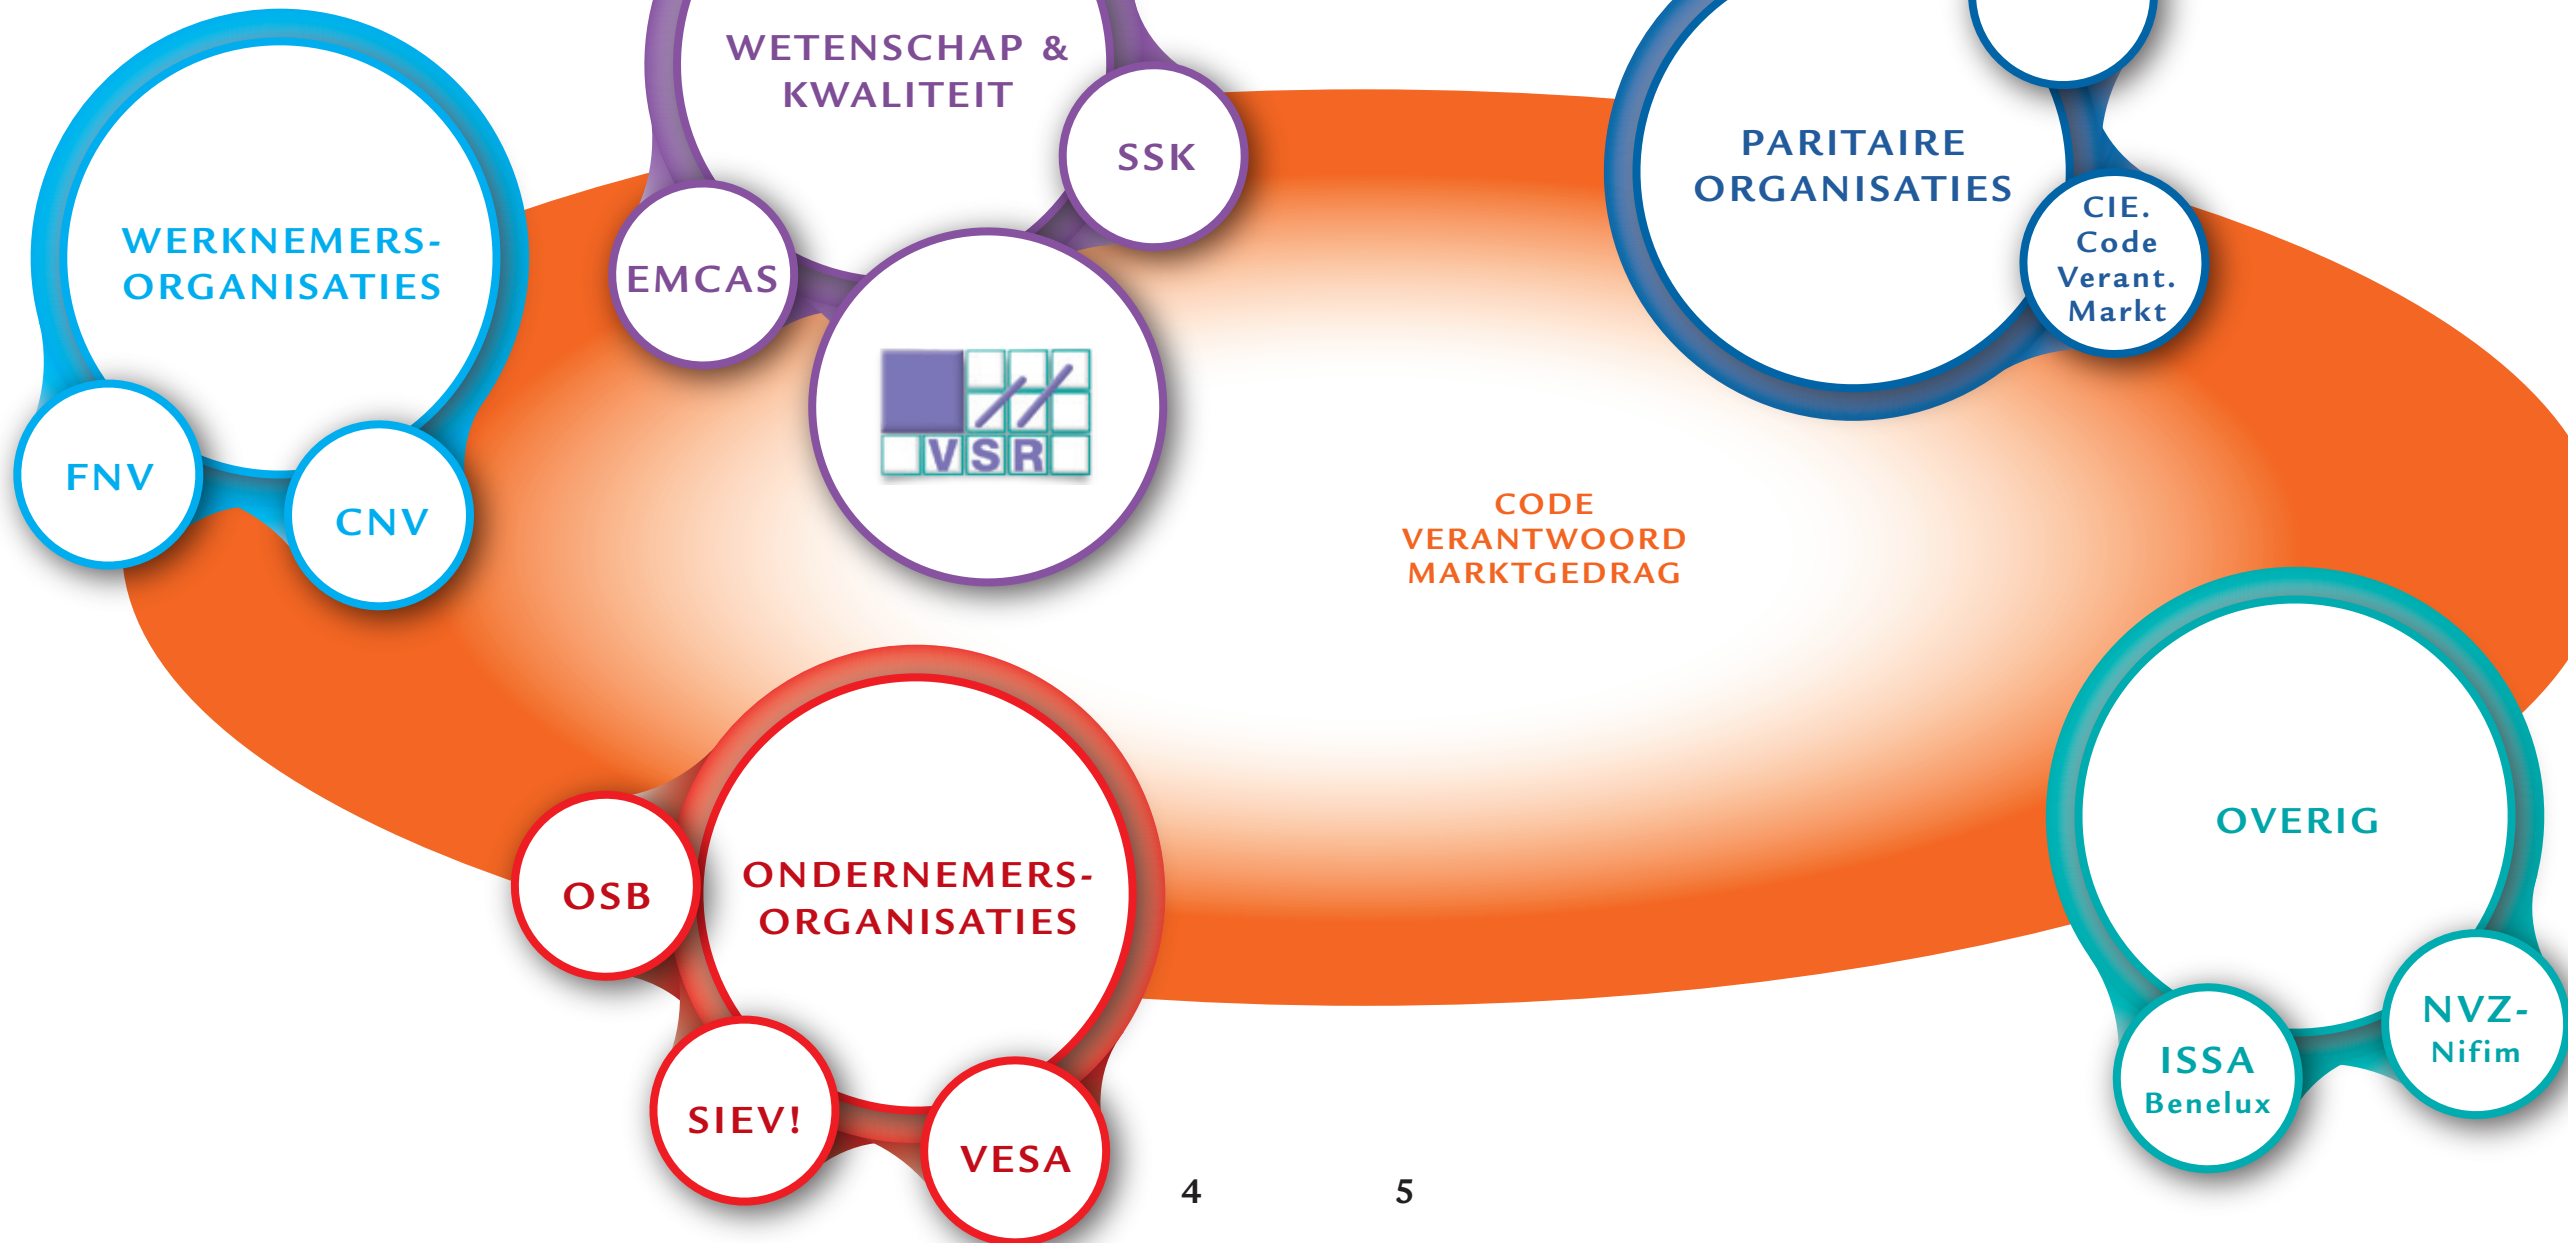 WETENSCHAP &
KWALITEIT
SSK
EMCAS
VSR
WERKNEMERS-
ORGANISATIES
FNV
CNV
PARITAIRE
ORGANISATIES
CIE.
Code
Verant.
Markt
CODE
VERANTWOORD
MARKTGEDRAG
ONDERNEMERS-
ORGANISATIES
OSB
SIEV!
VESA
OVERIG
ISSA
Benelux
NVZ-
Nifim
4
5